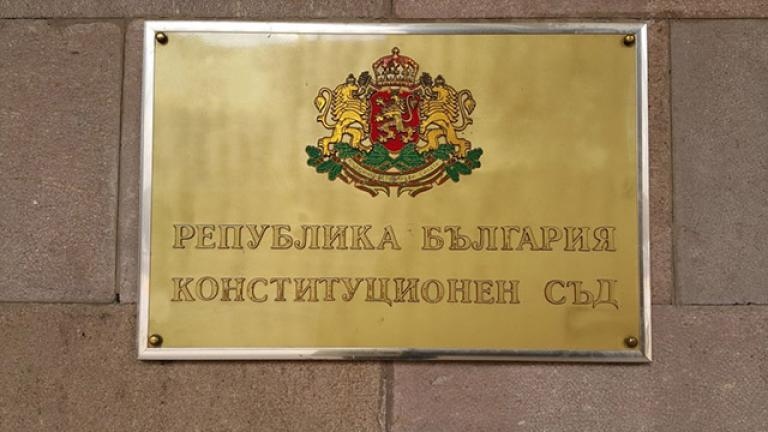 РЕПУБЛИКА БЪЛГАРИЯ
КОНСТИТУЦИОНЕН СЪД